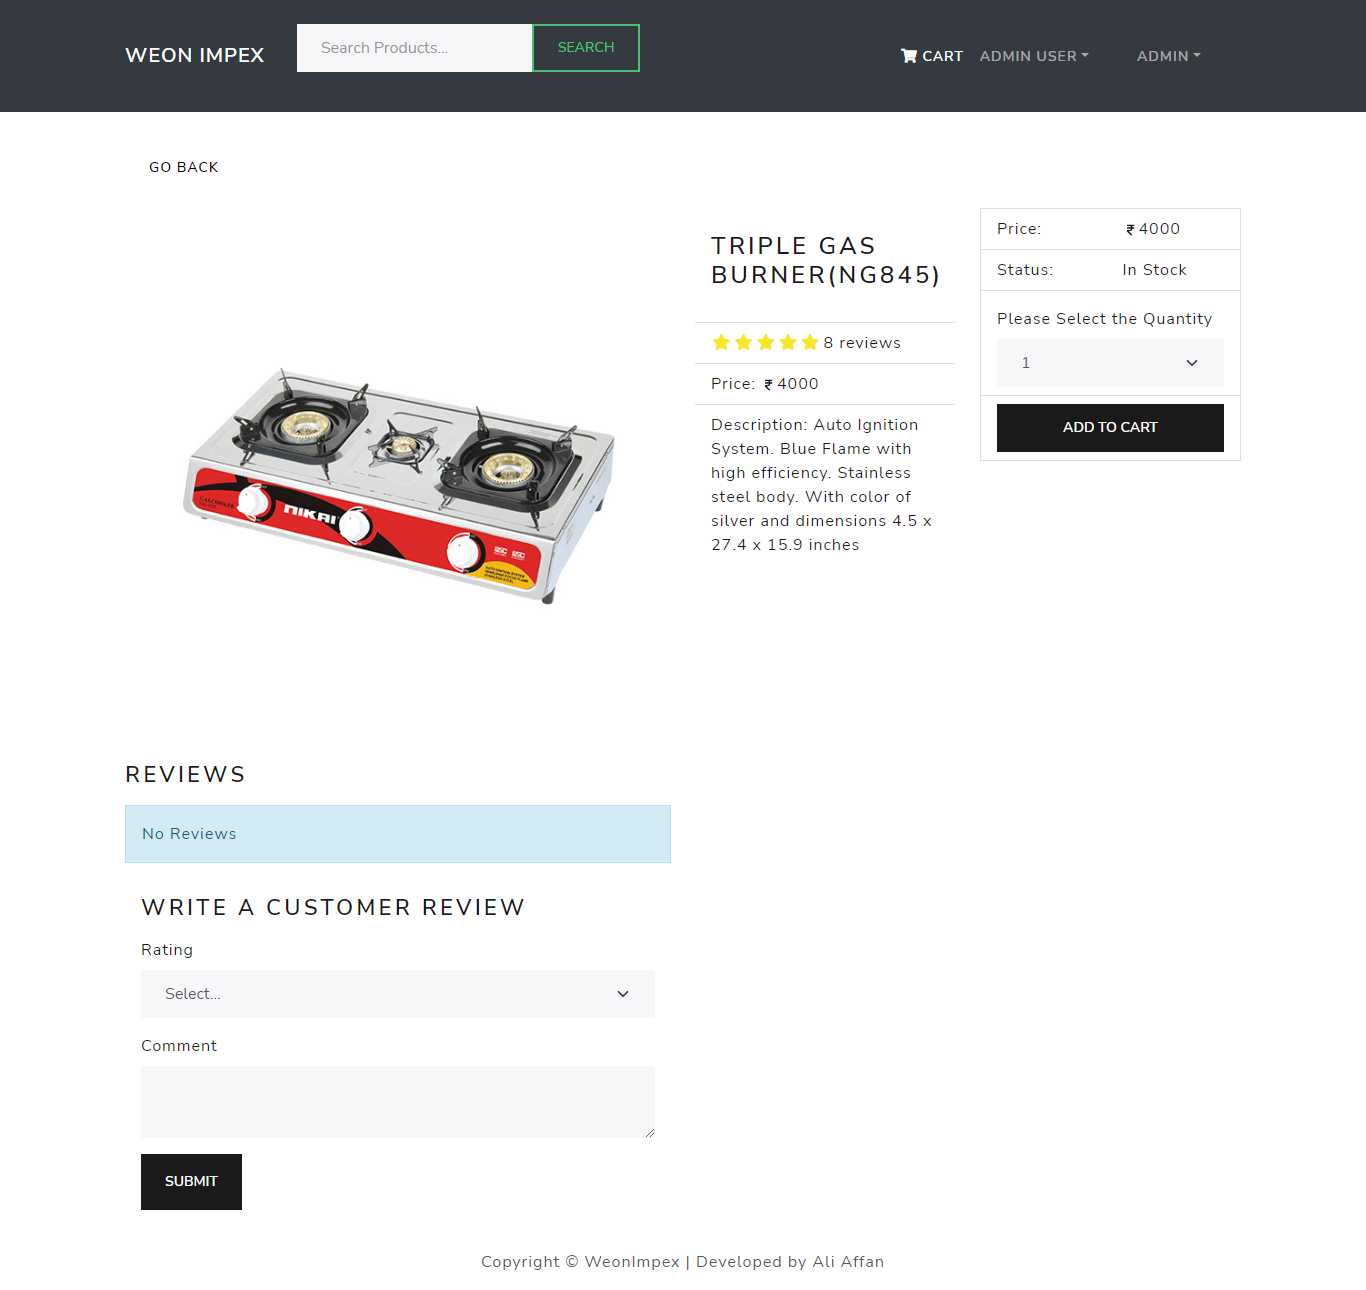 WEON IMPEX
Search Products...
SEARCH
CART
ADMIN USER
ADMIN
GO BACK
TRIPLE GAS
BURNER(NG845)
8 reviews
Price: ₹ 4000
Description: Auto Ignition
System. Blue Flame with
high efficiency. Stainless
steel body. With color of
silver and dimensions 4.5 x
27.4 x 15.9 inches
Price: ₹ 4000
Status: In Stock
Please Select the Quantity
1
ADD TO CART
NIKAI
REVIEWS
No Reviews
WRITE A CUSTOMER REVIEW
Rating
Select...
Comment
SUBMIT
Copyright © WeonImpex | Developed by Ali Affan